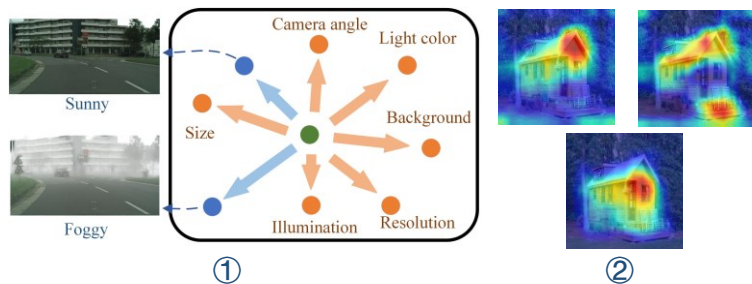 Camera angle
Light color
Sunny
Size
Background
Foggy
Illumination
Resolution
①
②